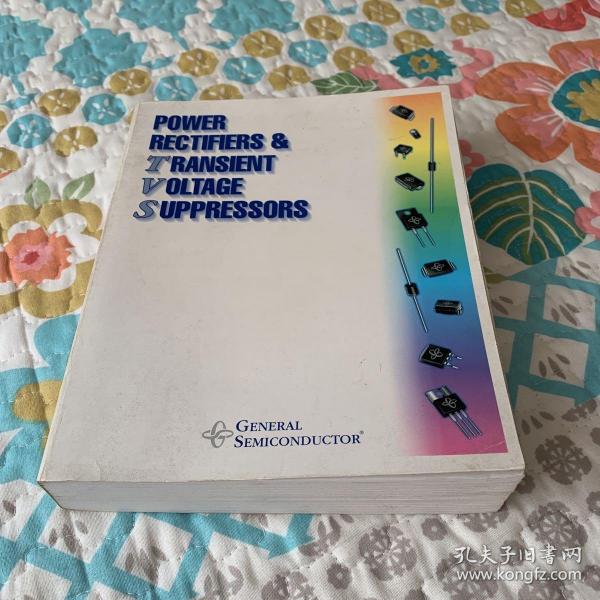 POWER
RECTIFIERS &
TRANSIENT
VOLTAGE
SUPPRESSORS
GENERAL
SEMICONDUCTOR®
孔夫子旧书网
www.kongfz.com